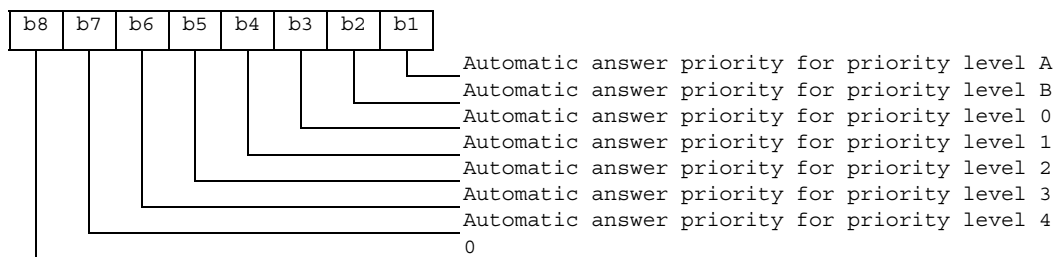 b8 b7 b6 b5 b4 b3 b2 b1
Automatic answer priority for priority level A
Automatic answer priority for priority level B
Automatic answer priority for priority level 0
Automatic answer priority for priority level 1
Automatic answer priority for priority level 2
Automatic answer priority for priority level 3
Automatic answer priority for priority level 4
0